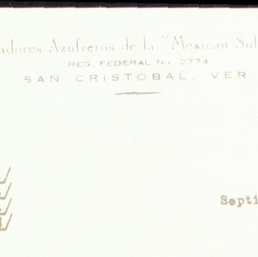 adores Azufreros de la "Mexican Sul
REG. FEDERAL No. 2774
SAN CRISTOBAL, VER.
Septi